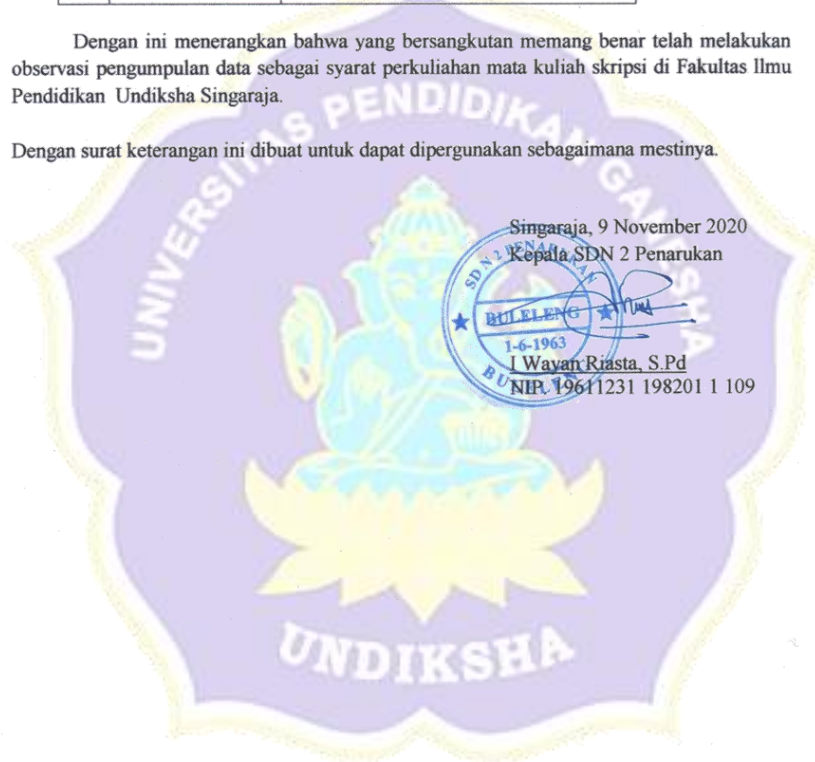 Dengan ini menerangkan bahwa yang bersangkutan memang benar telah melakukan
observasi pengumpulan data sebagai syarat perkuliahan mata kuliah skripsi di Fakultas Ilmu
Pendidikan Undiksha Singaraja.
Dengan surat keterangan ini dibuat untuk dapat dipergunakan sebagaimana mestinya.
Singaraja, 9 November 2020
Kepala SDN 2 Penarukan
SD N 2 PENARUKAN
BULELENG
1-6-1963
I Wayan Riasta, S.Pd
NIP. 19611231 198201 1 109
UNIVERSITAS PENDIDIKAN GANESHA
UNDIKSHA